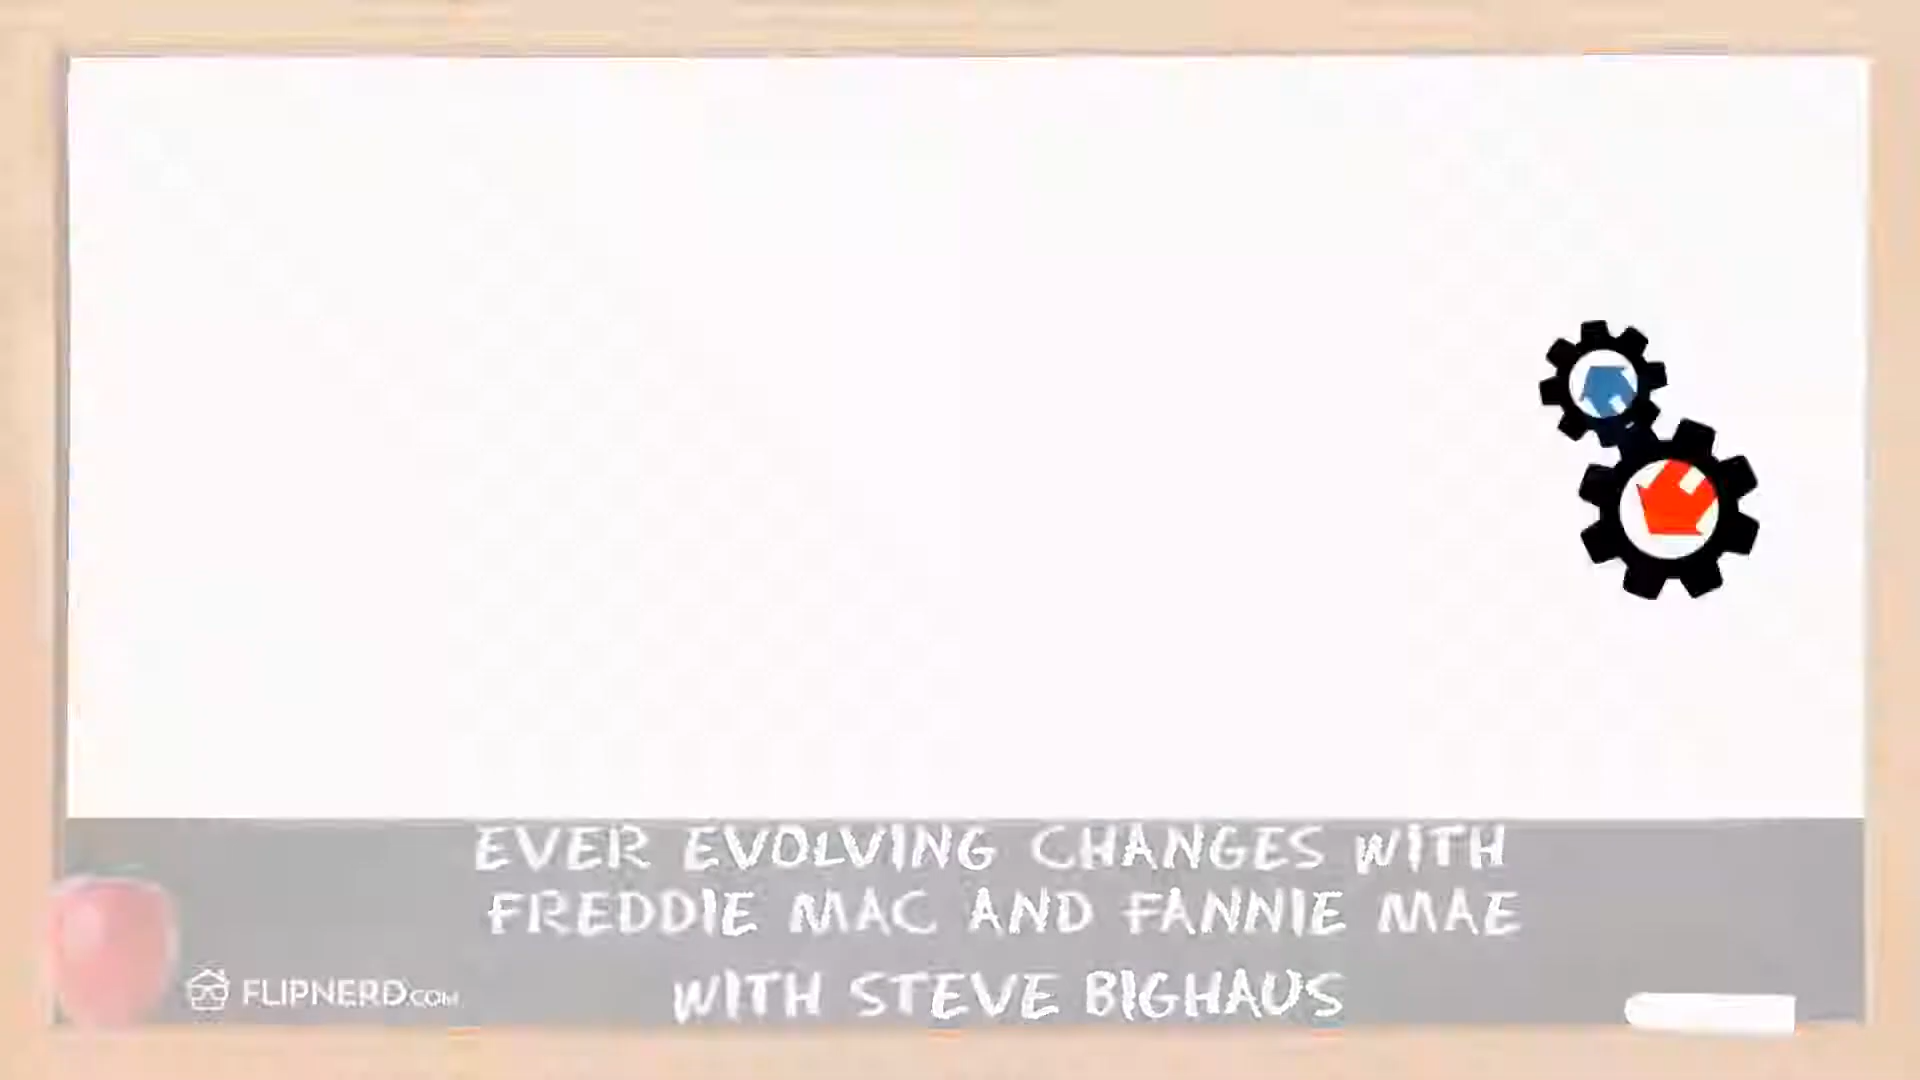 EVER EVOLVING CHANGES WITH
FREDDIE MAC AND FANNIE MAE
WITH STEVE BIGHAUS
FLIPNERD.COM